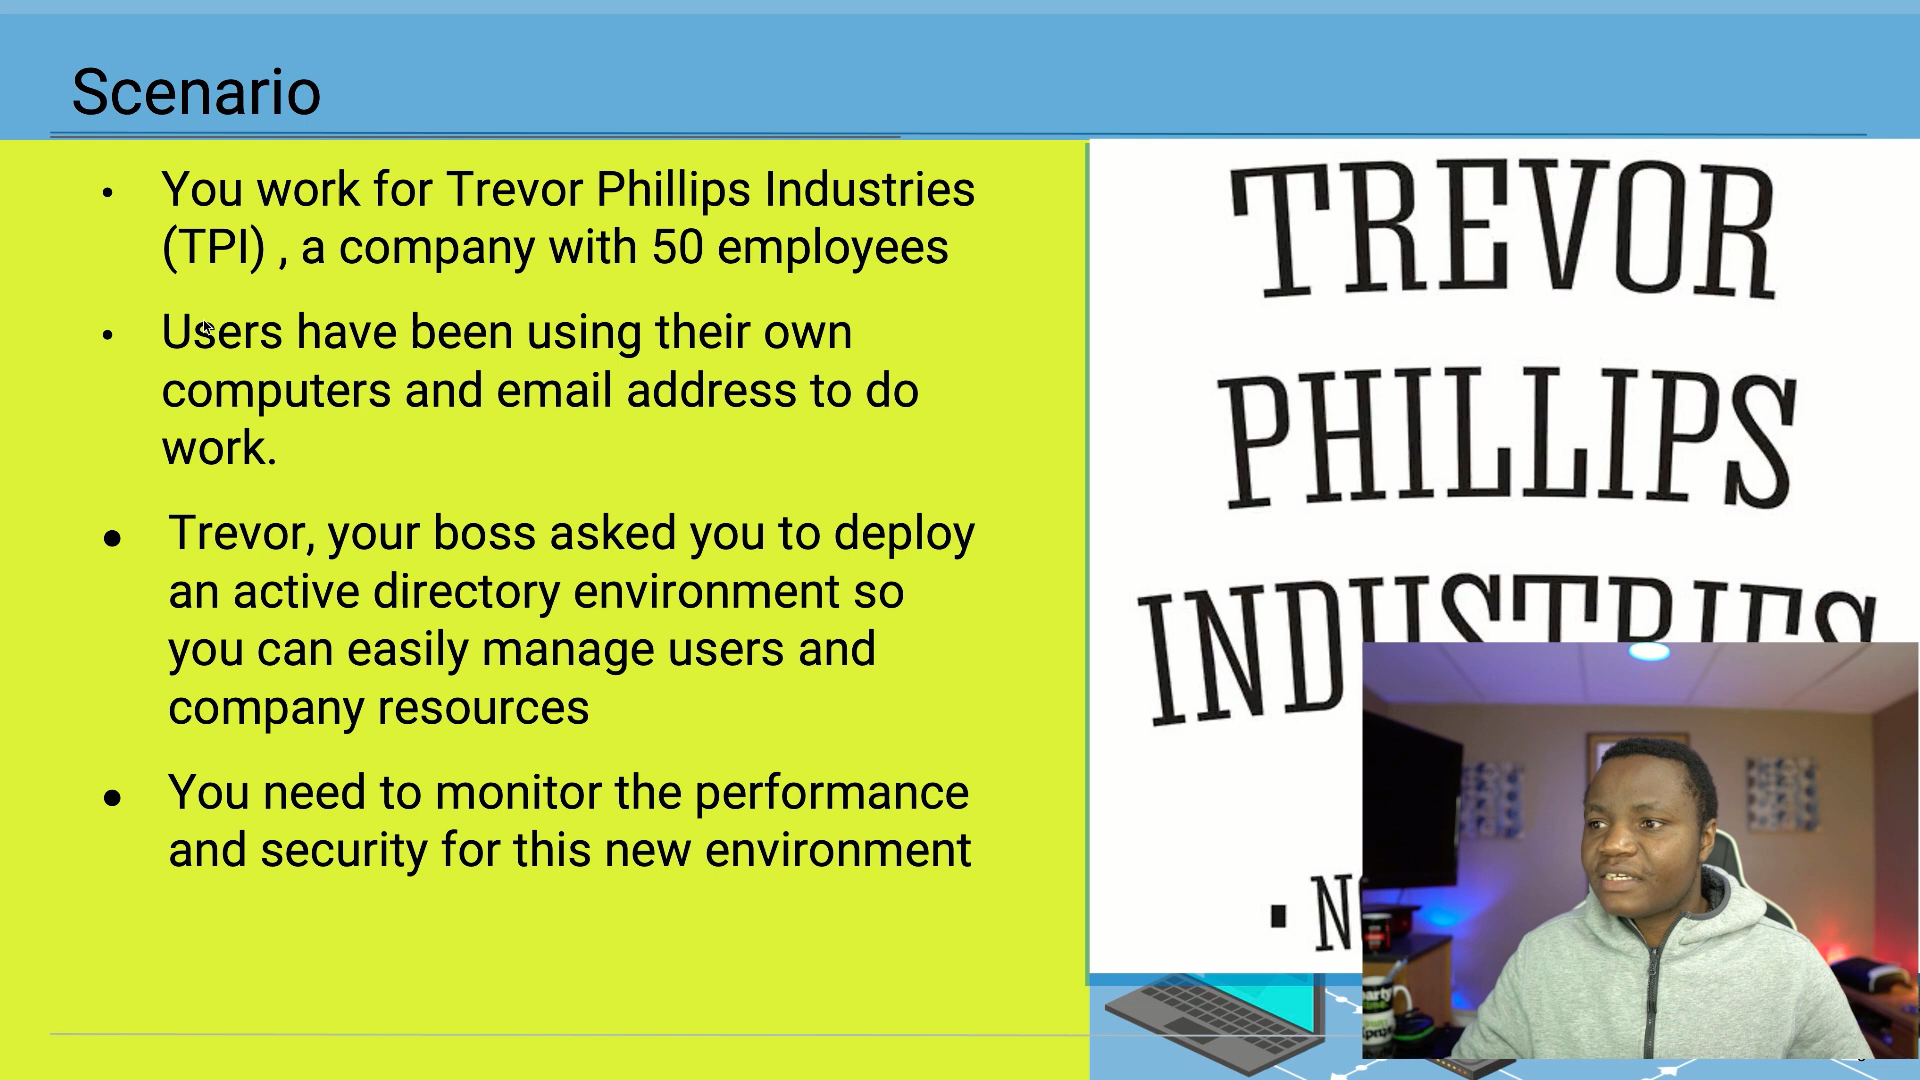 Scenario
• You work for Trevor Phillips Industries
(TPI) , a company with 50 employees
• Users have been using their own
computers and email address to do
work.
● Trevor, your boss asked you to deploy
an active directory environment so
you can easily manage users and
company resources
● You need to monitor the performance
and security for this new environment
TREVOR
PHILLIPS
INDUSTRIES